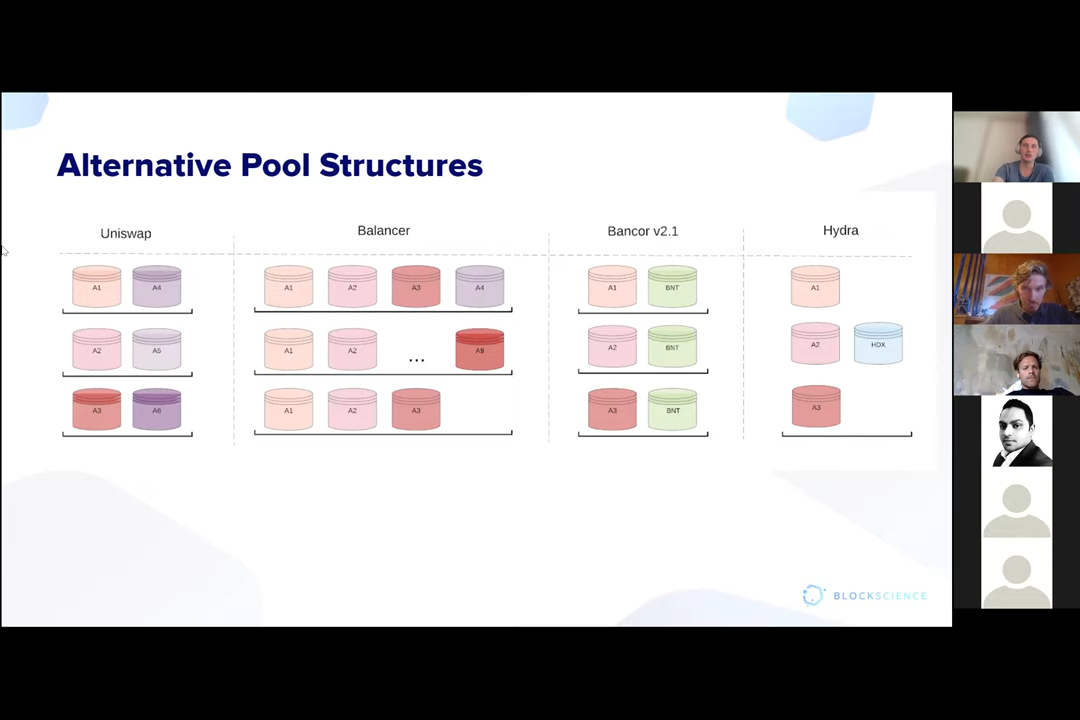 Alternative Pool Structures
Uniswap
Balancer
Bancor v2.1
Hydra
A1 A4
A1 A2 A3 A4
A1 BNT
A1
A2 A5
A1 A2 ...
A2 BNT
A2 HDX
A3 A6
A1 A2 A3
A3 BNT
A3
BLOCKSCIENCE